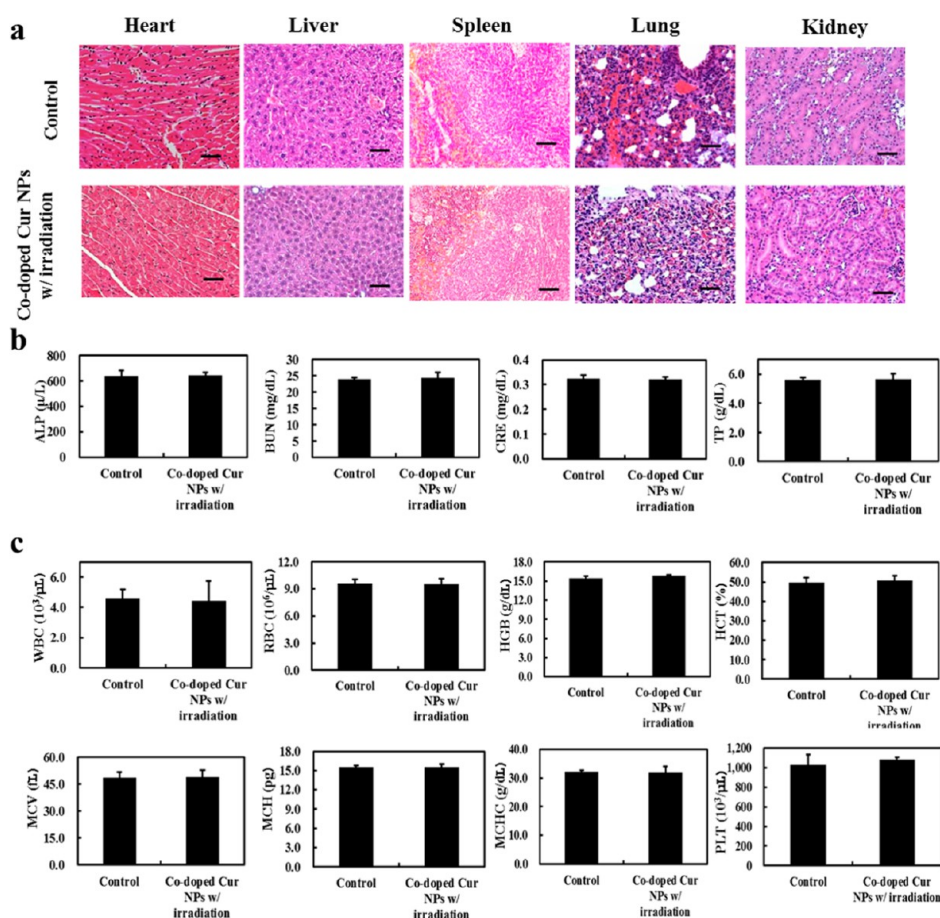 a
Heart Liver Spleen Lung Kidney
Control
Co-doped Cur NPs
w/ irradiation
b
ALP (μ/L)
800
600
400
200
0
Control
Co-doped Cur
NPs w/
irradiation
BUN (mg/dL)
30
25
20
15
10
5
0
Control
Co-doped Cur
NPs w/
irradiation
CRE (mg/dL)
0.4
0.3
0.2
0.1
0.0
Control
Co-doped Cur
NPs w/
irradiation
TP (g/dL)
6.0
4.0
2.0
0.0
Control
Co-doped Cur
NPs w/
irradiation
c
WBC (10³/μL)
6.0
4.0
2.0
0.0
Control
Co-doped Cur
NPs w/
irradiation
RBC (10⁶/μL)
12.0
9.0
6.0
3.0
0.0
Control
Co-doped Cur
NPs w/
irradiation
HGB (g/dL)
18.0
15.0
12.0
9.0
6.0
3.0
0.0
Control
Co-doped Cur
NPs w/
irradiation
HCT (%)
60.0
50.0
40.0
30.0
20.0
10.0
0.0
Control
Co-doped Cur
NPs w/
irradiation
MCV (fL)
60.0
45.0
30.0
15.0
0.0
Control
Co-doped Cur
NPs w/
irradiation
MCH (pg)
18.0
15.0
12.0
9.0
6.0
3.0
0.0
Control
Co-doped Cur
NPs w/
irradiation
MCHC (g/dL)
40.0
30.0
20.0
10.0
0.0
Control
Co-doped Cur
NPs w/
irradiation
PLT (10³/μL)
1,200
1,000
800
600
400
200
0
Control
Co-doped Cur
NPs w/ irradiation